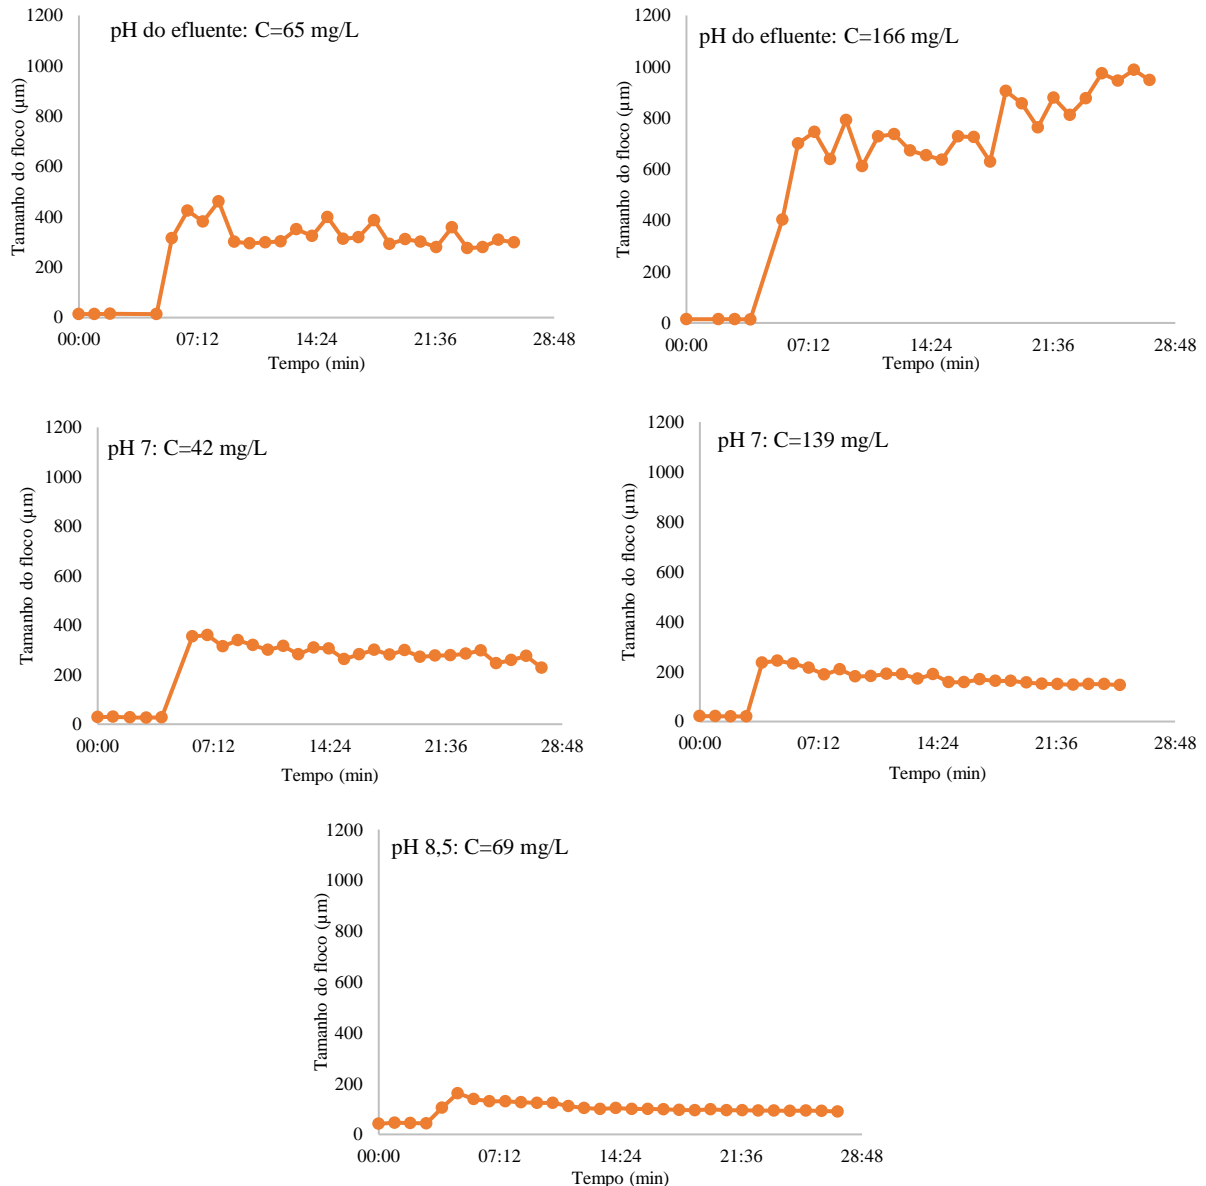 pH do efluente: C=65 mg/L
Tamanho do floco (µm)
1200
1000
800
600
400
200
0
00:00 07:12 14:24 21:36 28:48
Tempo (min)
pH do efluente: C=166 mg/L
Tamanho do floco (µm)
1200
1000
800
600
400
200
0
00:00 07:12 14:24 21:36 28:48
Tempo (min)
pH 7: C=42 mg/L
Tamanho do floco (µm)
1200
1000
800
600
400
200
0
00:00 07:12 14:24 21:36 28:48
Tempo (min)
pH 7: C=139 mg/L
Tamanho do floco (µm)
1200
1000
800
600
400
200
0
00:00 07:12 14:24 21:36 28:48
Tempo (min)
pH 8,5: C=69 mg/L
Tamanho do floco (µm)
1200
1000
800
600
400
200
0
00:00 07:12 14:24 21:36 28:48
Tempo (min)